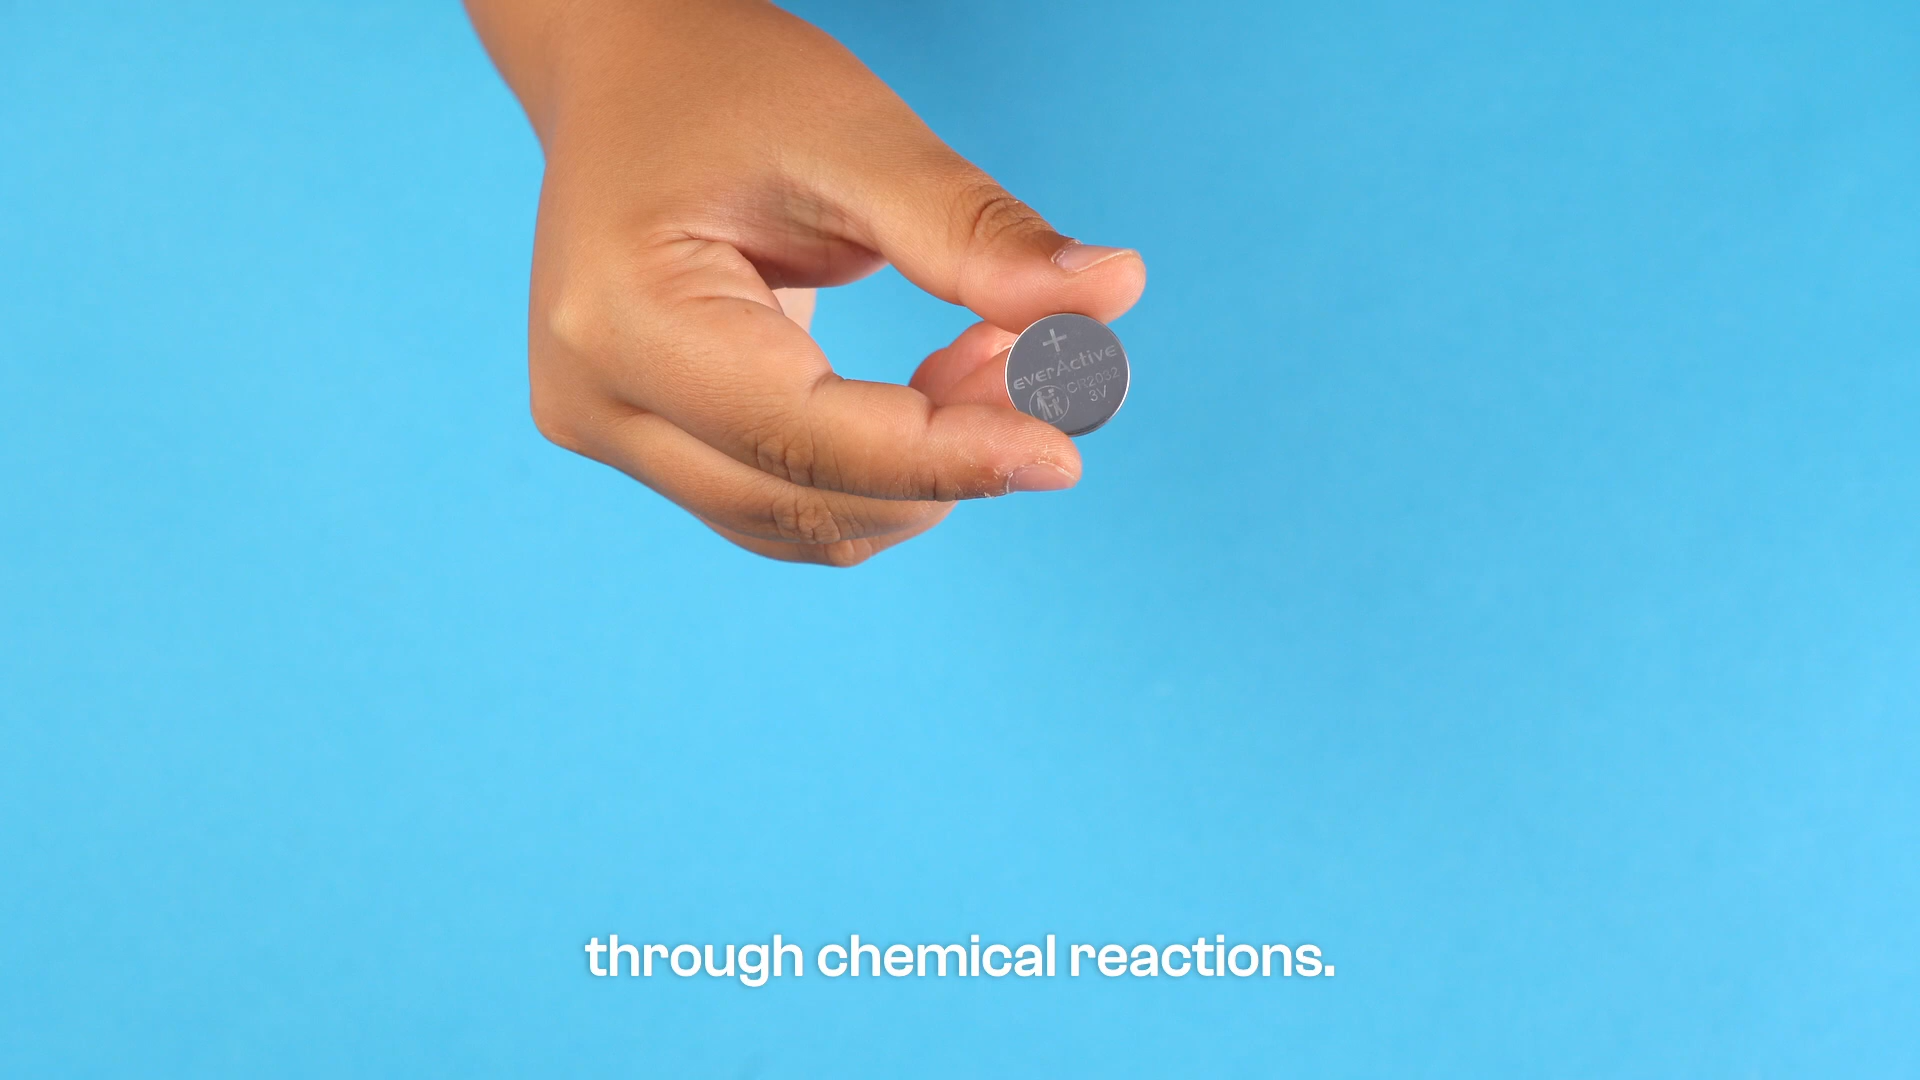 +
everActive
CR2032
3V
through chemical reactions.